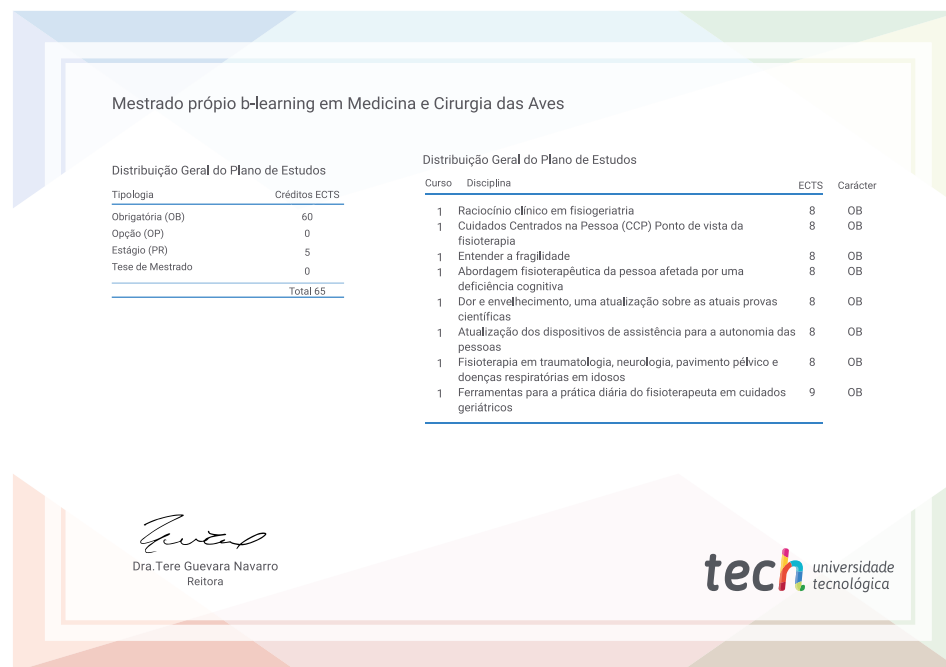 Mestrado própio b-learning em Medicina e Cirurgia das Aves
Distribuição Geral do Plano de Estudos
Tipologia Créditos ECTS
Obrigatória (OB) 60
Opção (OP) 0
Estágio (PR) 5
Tese de Mestrado 0
Total 65
Distribuição Geral do Plano de Estudos
Curso Disciplina ECTS Carácter
1 Raciocínio clínico em fisiogeriatria 8 OB
1 Cuidados Centrados na Pessoa (CCP) Ponto de vista da 8 OB
fisioterapia
1 Entender a fragilidade 8 OB
1 Abordagem fisioterapêutica da pessoa afetada por uma 8 OB
deficiência cognitiva
1 Dor e envelhecimento, uma atualização sobre as atuais provas 8 OB
científicas
1 Atualização dos dispositivos de assistência para a autonomia das 8 OB
pessoas
1 Fisioterapia em traumatologia, neurologia, pavimento pélvico e 8 OB
doenças respiratórias em idosos
1 Ferramentas para a prática diária do fisioterapeuta em cuidados 9 OB
geriátricos
Dra.Tere Guevara Navarro
Reitora
tech universidade
tecnológica